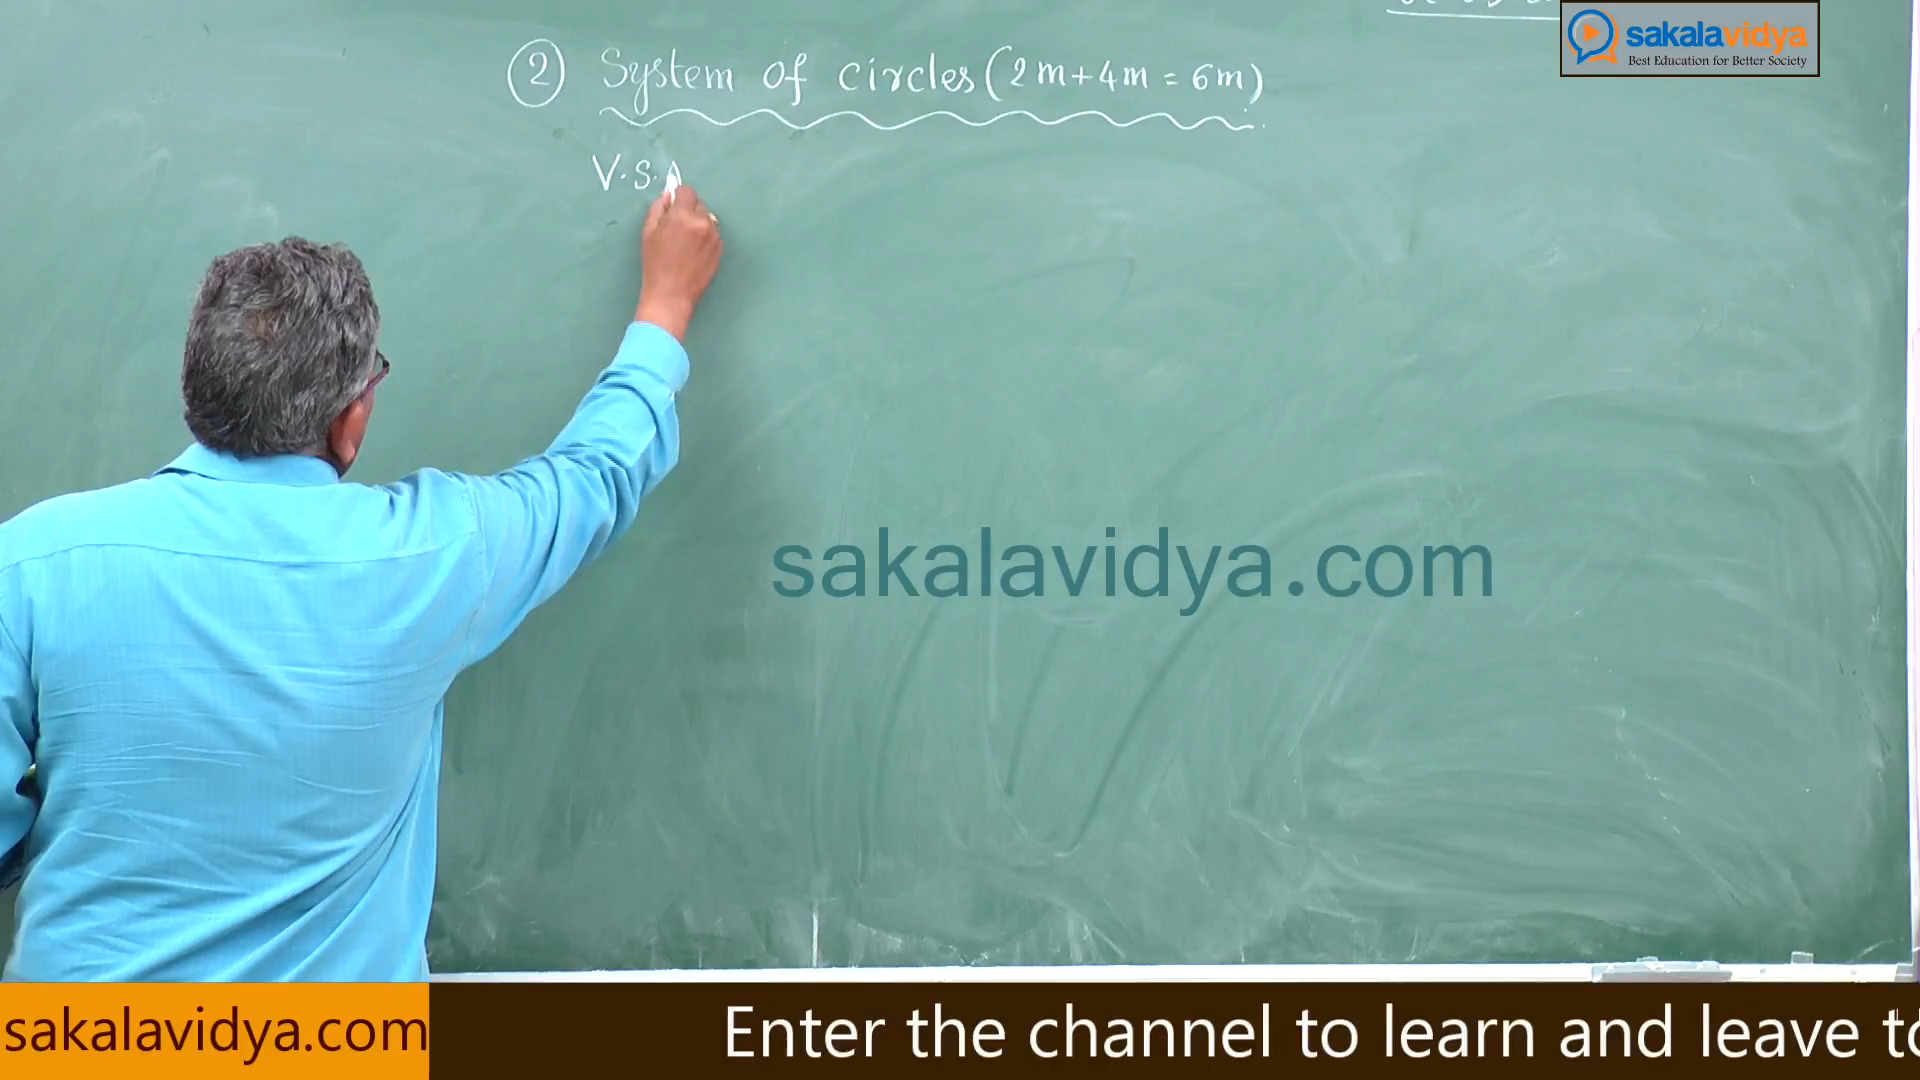 sakalavidya
Best Education for Better Society
② System of circles (2m + 4m = 6m)
V.S.A
sakalavidya.com
sakalavidya.com
Enter the channel to learn and leave to